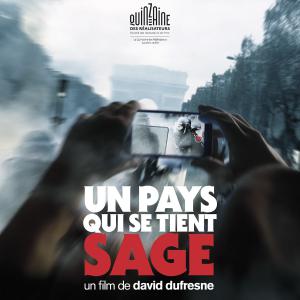 QUINZAINE
DES RÉALISATEURS
UN PAYS
QUI SE TIENT
SAGE
un film de david dufresne